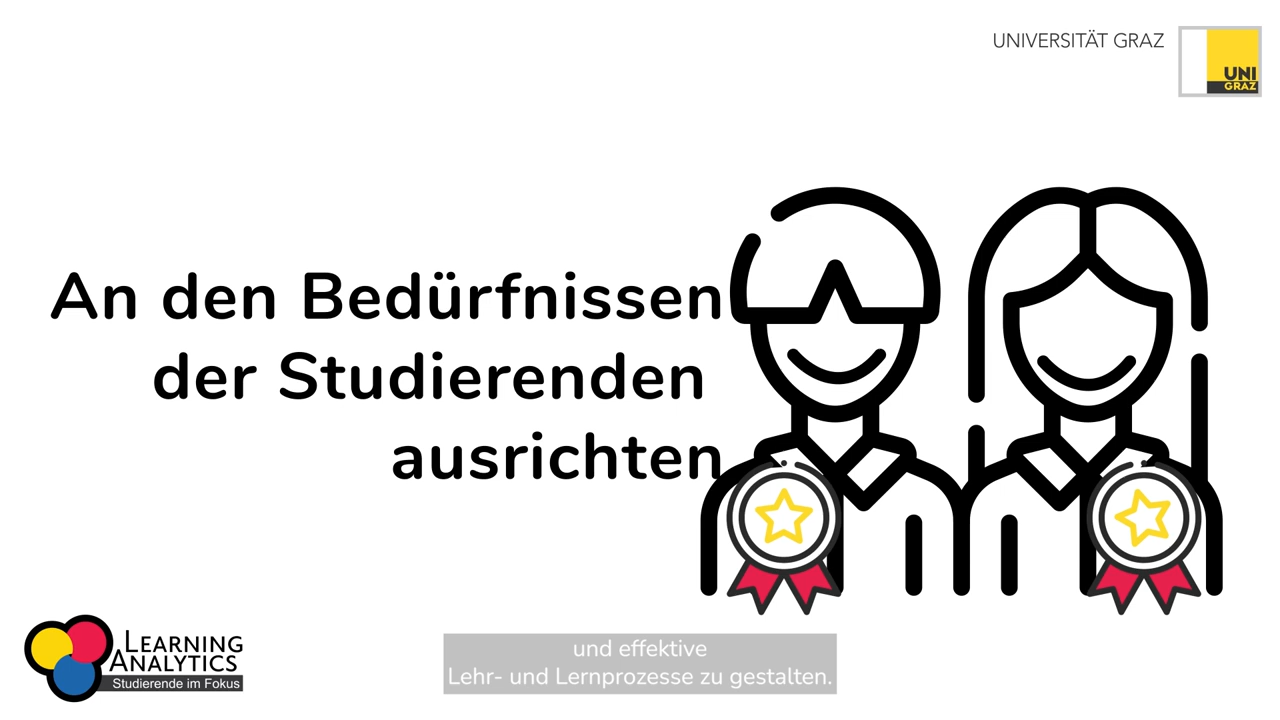 UNIVERSITÄT GRAZ
UNI
GRAZ
An den Bedürfnissen
der Studierenden
ausrichten
LEARNING
ANALYTICS
Studierende im Fokus
und effektive
Lehr- und Lernprozesse zu gestalten.